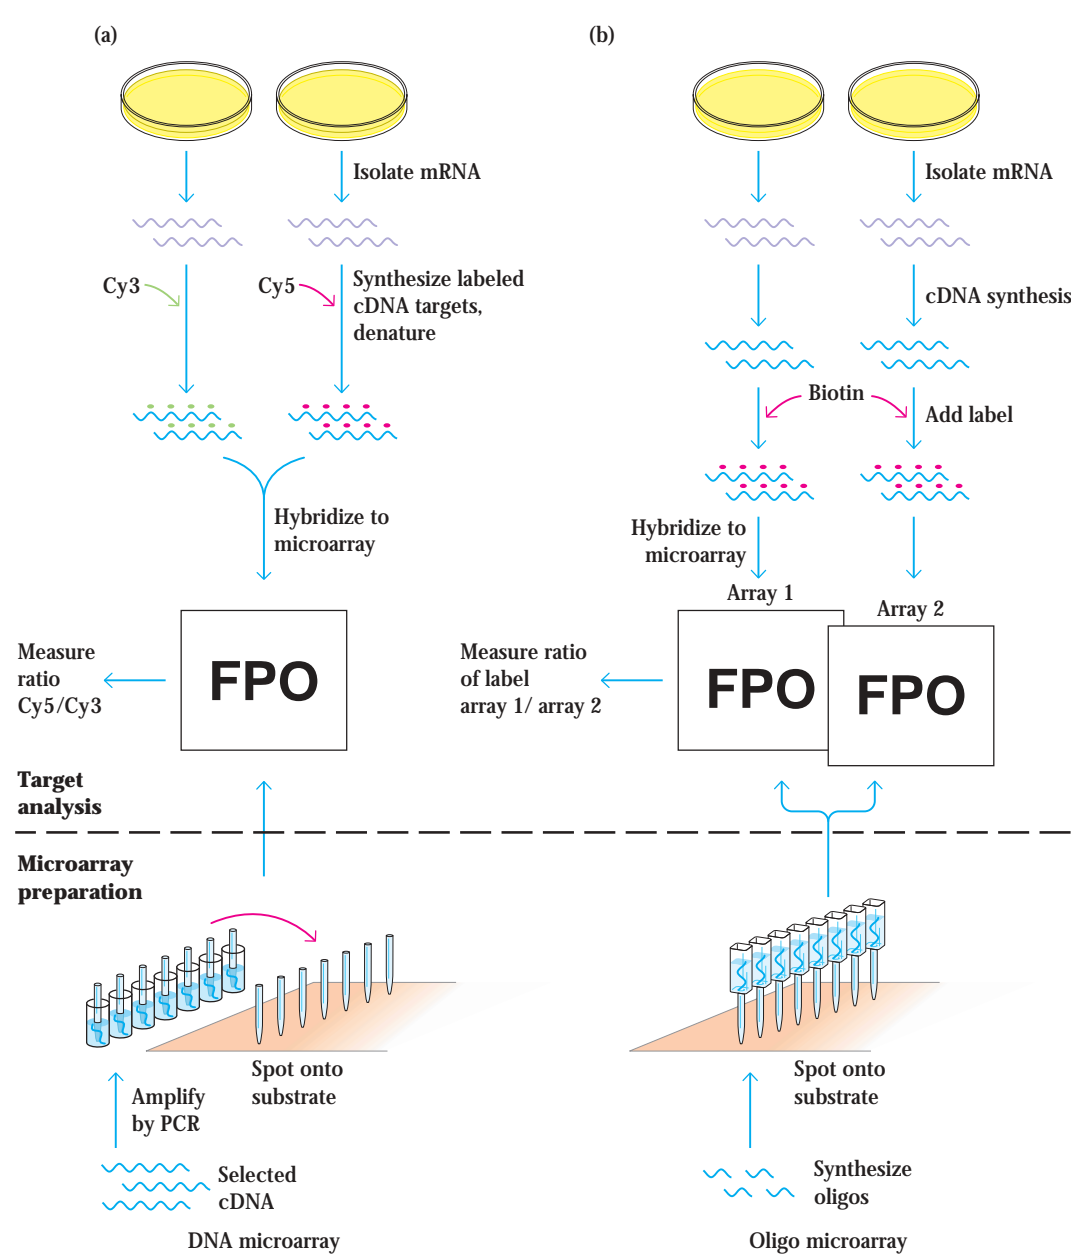 (a)
Isolate mRNA
Cy3
Cy5
Synthesize labeled
cDNA targets,
denature
Hybridize to
microarray
FPO
Measure
ratio
Cy5/Cy3
(b)
Isolate mRNA
cDNA synthesis
Biotin
Add label
Hybridize to
microarray
Array 1
Array 2
FPO
FPO
Measure ratio
of label
array 1/ array 2
Target
analysis
Microarray
preparation
Spot onto
substrate
Amplify
by PCR
Selected
cDNA
DNA microarray
Spot onto
substrate
Synthesize
oligos
Oligo microarray